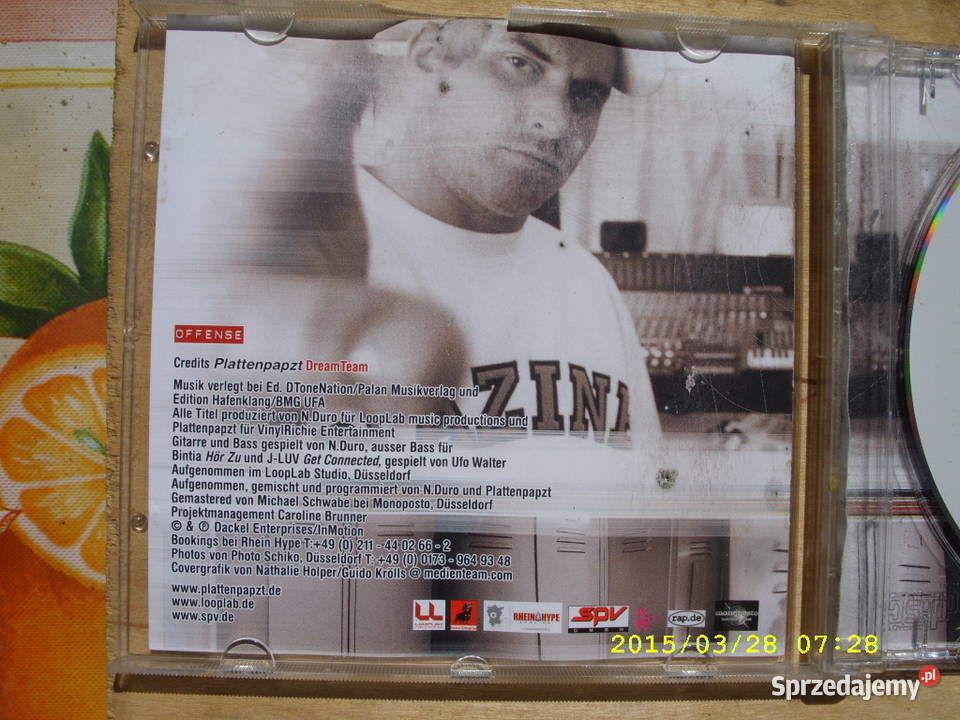 OFFENSE
Credits Plattenpapzt DreamTeam
Musik verlegt bei Ed. DToneNation/Palan Musikverlag und
Edition Hafenklang/BMG UFA
Alle Titel produziert von N.Duro für LoopLab music productions und
Plattenpapzt für VinylRichie Entertainment
Gitarre und Bass gespielt von N.Duro, ausser Bass für
Bintia Hör Zu und J-LUV Get Connected, gespielt von Ufo Walter
Aufgenommen im LoopLab Studio, Düsseldorf
Aufgenommen, gemischt und programmiert von N.Duro und Plattenpapzt
Gemastered von Michael Schwabe bei Monoposto, Düsseldorf
Projektmanagement Caroline Brunner
© & ℗ Dackel Enterprises/InMotion
Bookings bei Rhein Hype T:+49 (0) 211 - 44 02 66 - 2
Photos von Photo Schiko, Düsseldorf T: +49 (0) 0173 - 964 93 48
Covergrafik von Nathalie Holper/Guido Krölls @ medienteam.com
www.plattenpapzt.de
www.looplab.de
www.spv.de
AZINA
LOOPLAB
RHEIN HYPE
SPV
rap.de
monoposto
2015/03/28 07:28
Sprzedajemy.pl